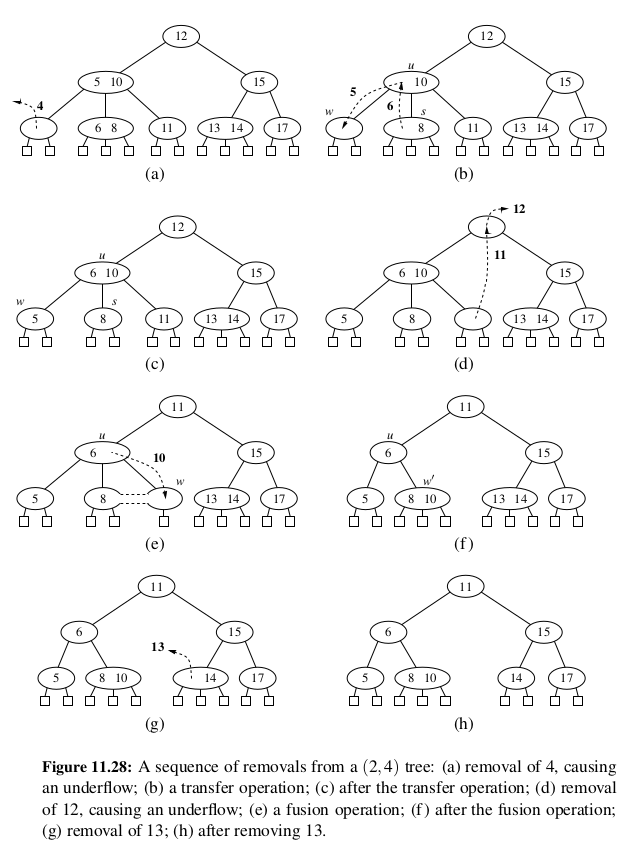 12
5 10
15
4
6 8
11
13 14
17
(a)
12
u
10
15
5
6
w
s
8
11
13 14
17
(b)
12
u
6 10
15
w
s
5
8
11
13 14
17
(c)
12
11
6 10
15
5
8
13 14
17
(d)
11
u
6
10
15
w
5
8
13 14
17
(e)
11
u
6
15
w′
5
8 10
13 14
17
(f)
11
6
15
13
5
8 10
14
17
(g)
11
6
15
5
8 10
14
17
(h)
Figure 11.28: A sequence of removals from a (2,4) tree: (a) removal of 4, causing
an underflow; (b) a transfer operation; (c) after the transfer operation; (d) removal
of 12, causing an underflow; (e) a fusion operation; (f) after the fusion operation;
(g) removal of 13; (h) after removing 13.